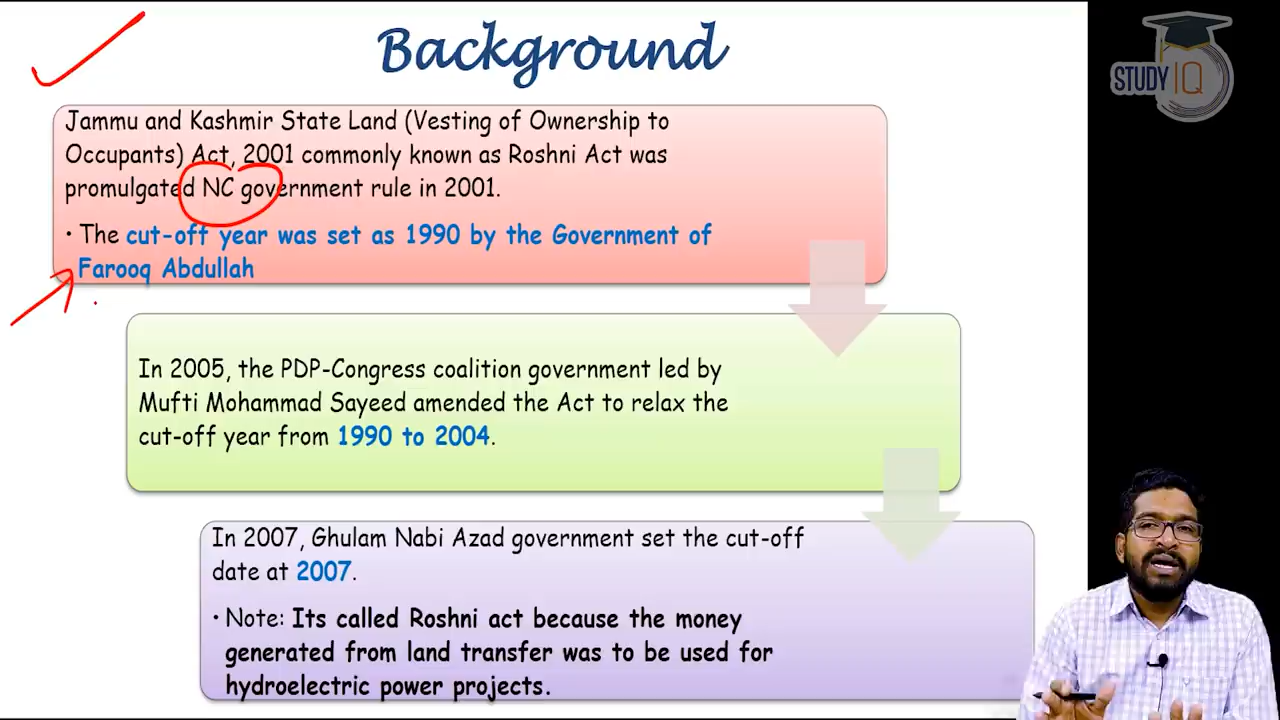 Background
STUDY IQ
Jammu and Kashmir State Land (Vesting of Ownership to
Occupants) Act, 2001 commonly known as Roshni Act was
promulgated NC government rule in 2001.
• The cut-off year was set as 1990 by the Government of
Farooq Abdullah
In 2005, the PDP-Congress coalition government led by
Mufti Mohammad Sayeed amended the Act to relax the
cut-off year from 1990 to 2004.
In 2007, Ghulam Nabi Azad government set the cut-off
date at 2007.
• Note: Its called Roshni act because the money
generated from land transfer was to be used for
hydroelectric power projects.